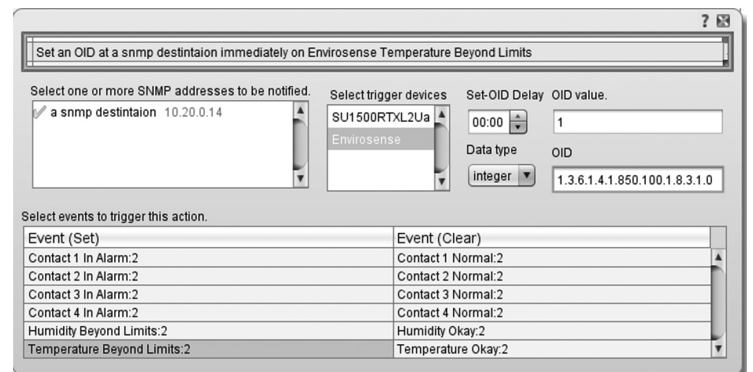 ?
Set an OID at a snmp destintaion immediately on Envirosense Temperature Beyond Limits
Select one or more SNMP addresses to be notified.
a snmp destintaion 10.20.0.14
Select trigger devices
SU1500RTXL2Ua
Envirosense
Set-OID Delay
00:00
Data type
integer
OID value.
1
OID
1.3.6.1.4.1.850.100.1.8.3.1.0
Select events to trigger this action.
Event (Set) Event (Clear)
Contact 1 In Alarm:2 Contact 1 Normal:2
Contact 2 In Alarm:2 Contact 2 Normal:2
Contact 3 In Alarm:2 Contact 3 Normal:2
Contact 4 In Alarm:2 Contact 4 Normal:2
Humidity Beyond Limits:2 Humidity Okay:2
Temperature Beyond Limits:2 Temperature Okay:2